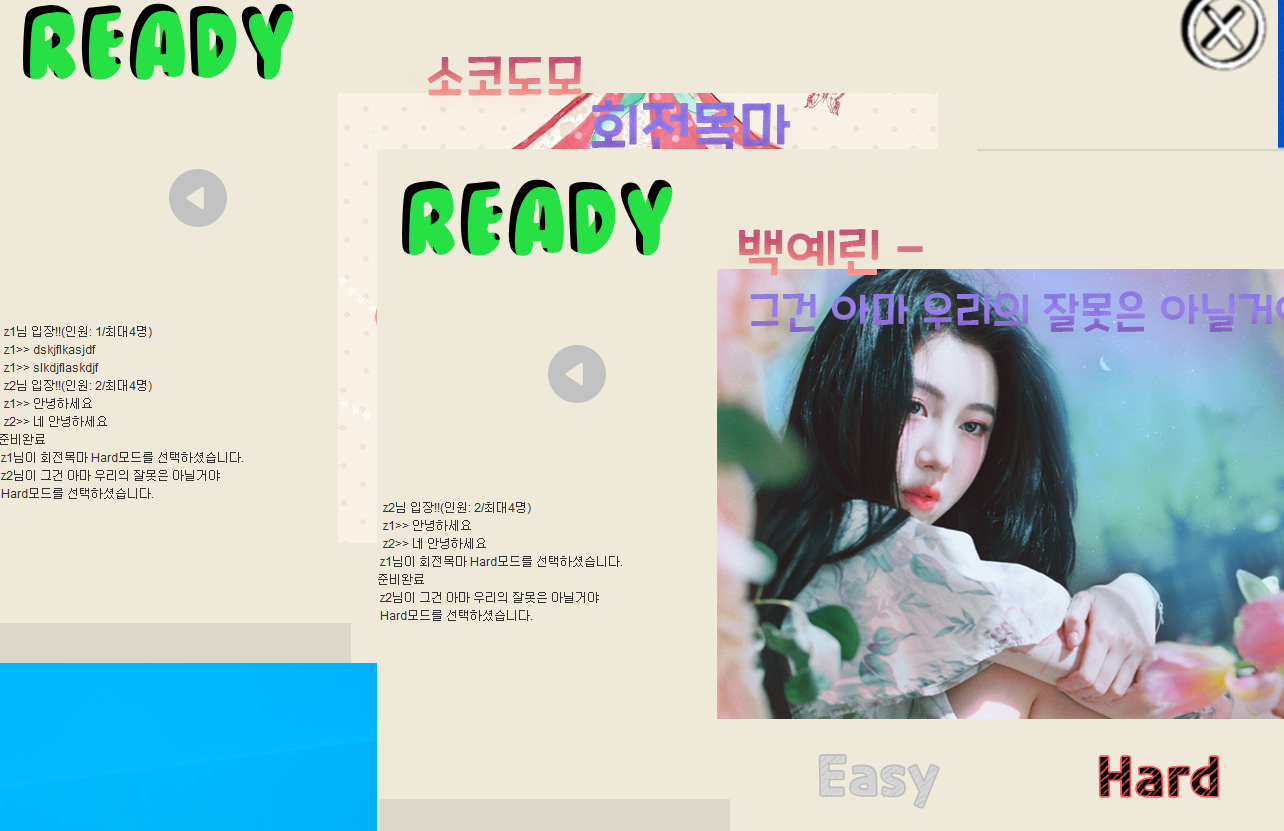 READY
소코도모
회전목마
z1님 입장!!(인원: 1/최대4명)
z1>> dskjflkasjdf
z1>> slkdjflaskdjf
z2님 입장!!(인원: 2/최대4명)
z1>> 안녕하세요
z2>> 네 안녕하세요
준비완료
z1님이 회전목마 Hard모드를 선택하셨습니다.
z2님이 그건 아마 우리의 잘못은 아닐거야
Hard모드를 선택하셨습니다.
READY
백예린 –
그건 아마 우리의 잘못은 아닐거
z2님 입장!!(인원: 2/최대4명)
z1>> 안녕하세요
z2>> 네 안녕하세요
z1님이 회전목마 Hard모드를 선택하셨습니다.
준비완료
z2님이 그건 아마 우리의 잘못은 아닐거야
Hard모드를 선택하셨습니다.
Easy
Hard